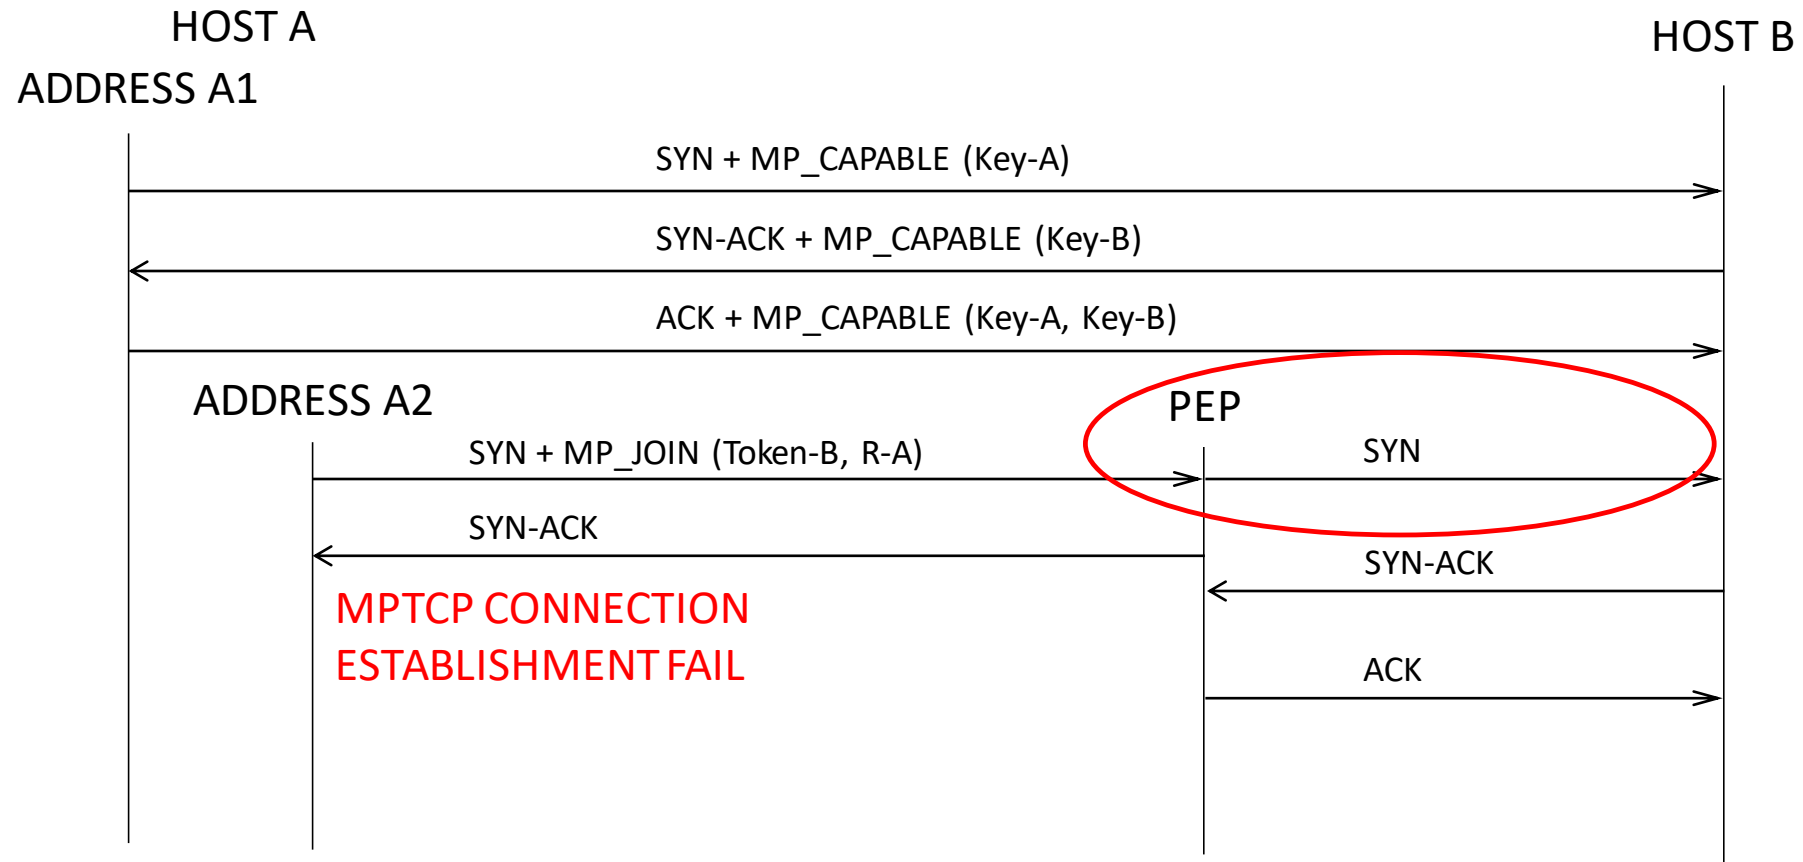 HOST A
HOST B
ADDRESS A1
SYN + MP_CAPABLE (Key-A)
SYN-ACK + MP_CAPABLE (Key-B)
ACK + MP_CAPABLE (Key-A, Key-B)
ADDRESS A2
PEP
SYN + MP_JOIN (Token-B, R-A)
SYN
SYN-ACK
SYN-ACK
MPTCP CONNECTION
ESTABLISHMENT FAIL
ACK